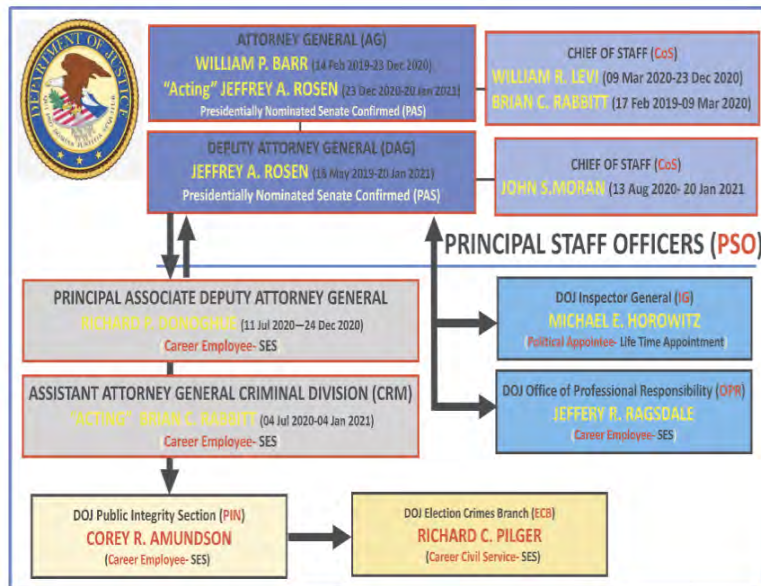 DEPARTMENT OF JUSTICE
ATTORNEY GENERAL (AG)
WILLIAM P. BARR (14 Feb 2019-23 Dec 2020)
"Acting" JEFFREY A. ROSEN (23 Dec 2020-20 Jan 2021)
Presidentially Nominated Senate Confirmed (PAS)
CHIEF OF STAFF (CoS)
WILLIAM R. LEVI (09 Mar 2020-23 Dec 2020)
BRIAN C. RABBITT (17 Feb 2019-09 Mar 2020)
DEPUTY ATTORNEY GENERAL (DAG)
JEFFREY A. ROSEN (16 May 2019-20 Jan 2021)
Presidentially Nominated Senate Confirmed (PAS)
CHIEF OF STAFF (CoS)
JOHN S.MORAN (13 Aug 2020- 20 Jan 2021
PRINCIPAL STAFF OFFICERS (PSO)
PRINCIPAL ASSOCIATE DEPUTY ATTORNEY GENERAL
RICHARD P. DONOGHUE (11 Jul 2020—24 Dec 2020)
(Career Employee- SES)
DOJ Inspector General (IG)
MICHAEL E. HOROWITZ
(Political Appointee- Life Time Appointment)
ASSISTANT ATTORNEY GENERAL CRIMINAL DIVISION (CRM)
"ACTING" BRIAN C. RABBITT (04 Jul 2020-04 Jan 2021)
(Career Employee- SES)
DOJ Office of Professional Responsibility (OPR)
JEFFERY R. RAGSDALE
(Career Employee- SES)
DOJ Public Integrity Section (PIN)
COREY R. AMUNDSON
(Career Employee- SES)
DOJ Election Crimes Branch (ECB)
RICHARD C. PILGER
(Career Civil Service- SES)